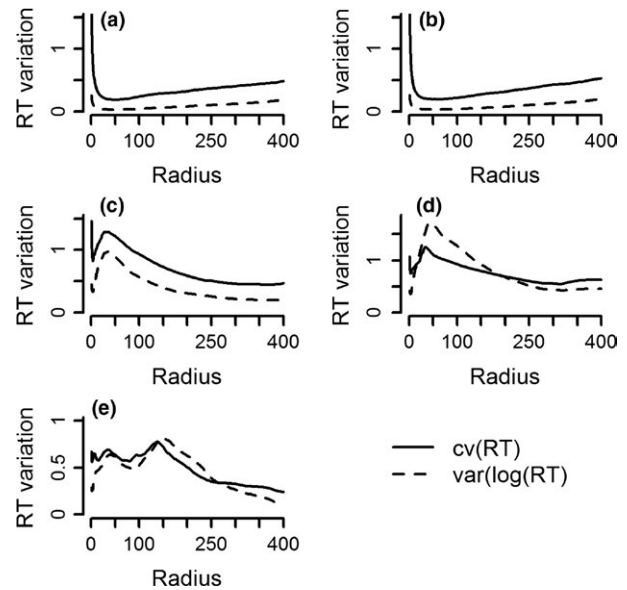 (a)
RT variation
1
0
0 100 250 400
Radius
(b)
RT variation
1
0
0 100 250 400
Radius
(c)
RT variation
1
0
0 100 250 400
Radius
(d)
RT variation
1
0
0 100 250 400
Radius
(e)
RT variation
1
0.5
0
0 100 250 400
Radius
cv(RT)
var(log(RT)